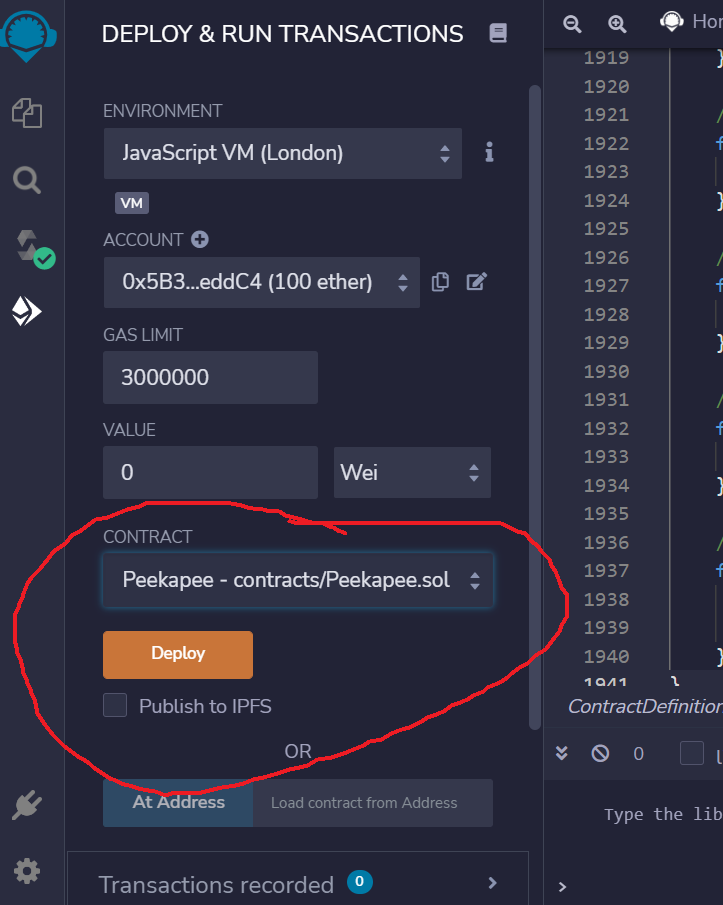 DEPLOY & RUN TRANSACTIONS
ENVIRONMENT
JavaScript VM (London)
VM
ACCOUNT
0x5B3...eddC4 (100 ether)
GAS LIMIT
3000000
VALUE
0
Wei
CONTRACT
Peekapee - contracts/Peekapee.sol
Deploy
Publish to IPFS
OR
At Address
Load contract from Address
Transactions recorded
0
Hor
1919 }
1920
1921 /
1922 f
1923
1924 }
1925
1926 /
1927 f
1928
1929 }
1930
1931 /
1932 f
1933
1934 }
1935
1936 /
1937 f
1938
1939
1940 }
1941 }
ContractDefinition
0
Type the lib
>